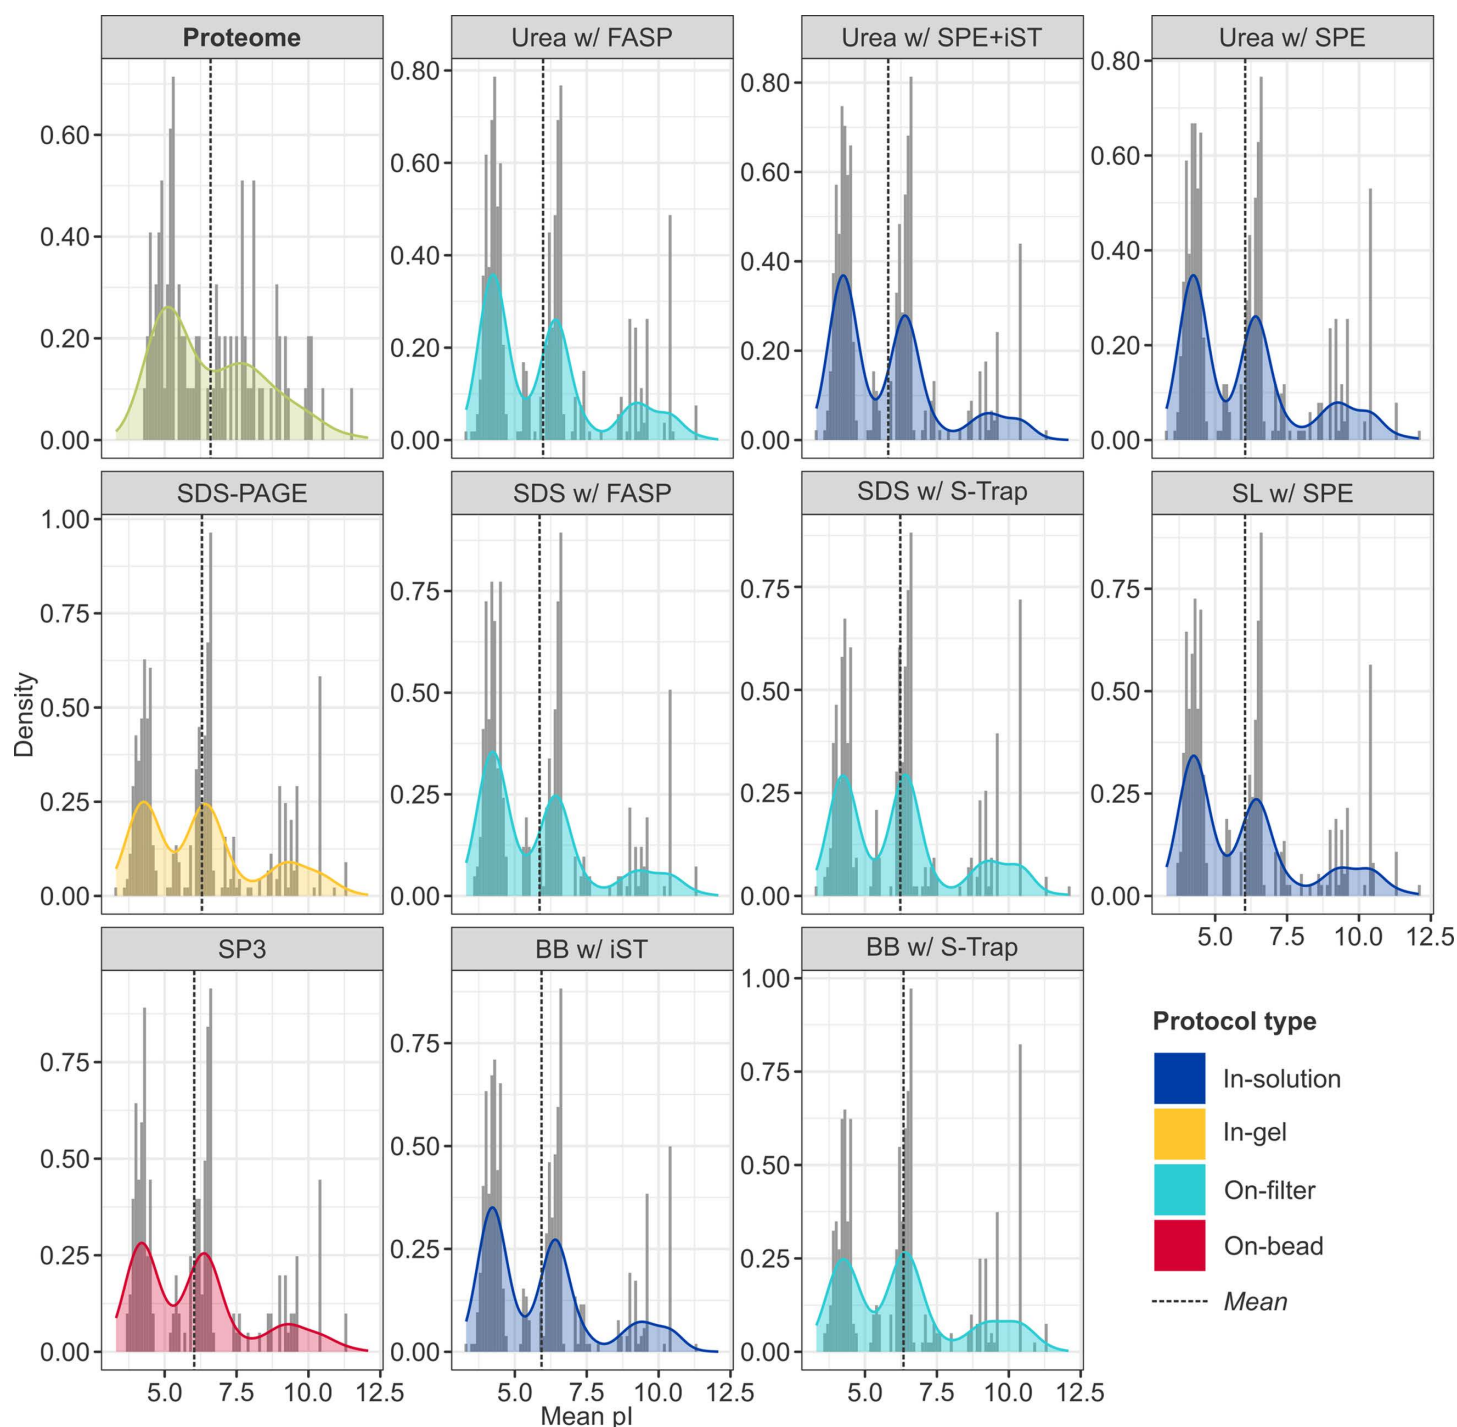 Proteome
Urea w/ FASP
Urea w/ SPE+iST
Urea w/ SPE
0.60
0.40
0.20
0.00
0.80
0.60
0.40
0.20
0.00
0.80
0.60
0.40
0.20
0.00
0.80
0.60
0.40
0.20
0.00
SDS-PAGE
SDS w/ FASP
SDS w/ S-Trap
SL w/ SPE
1.00
0.75
0.50
0.25
0.00
0.75
0.50
0.25
0.00
0.75
0.50
0.25
0.00
0.75
0.50
0.25
0.00
5.0 7.5 10.0 12.5
Density
SP3
BB w/ iST
BB w/ S-Trap
0.75
0.50
0.25
0.00
0.75
0.50
0.25
0.00
1.00
0.75
0.50
0.25
0.00
5.0 7.5 10.0 12.5
5.0 7.5 10.0 12.5
5.0 7.5 10.0 12.5
Mean pI
Protocol type
In-solution
In-gel
On-filter
On-bead
Mean